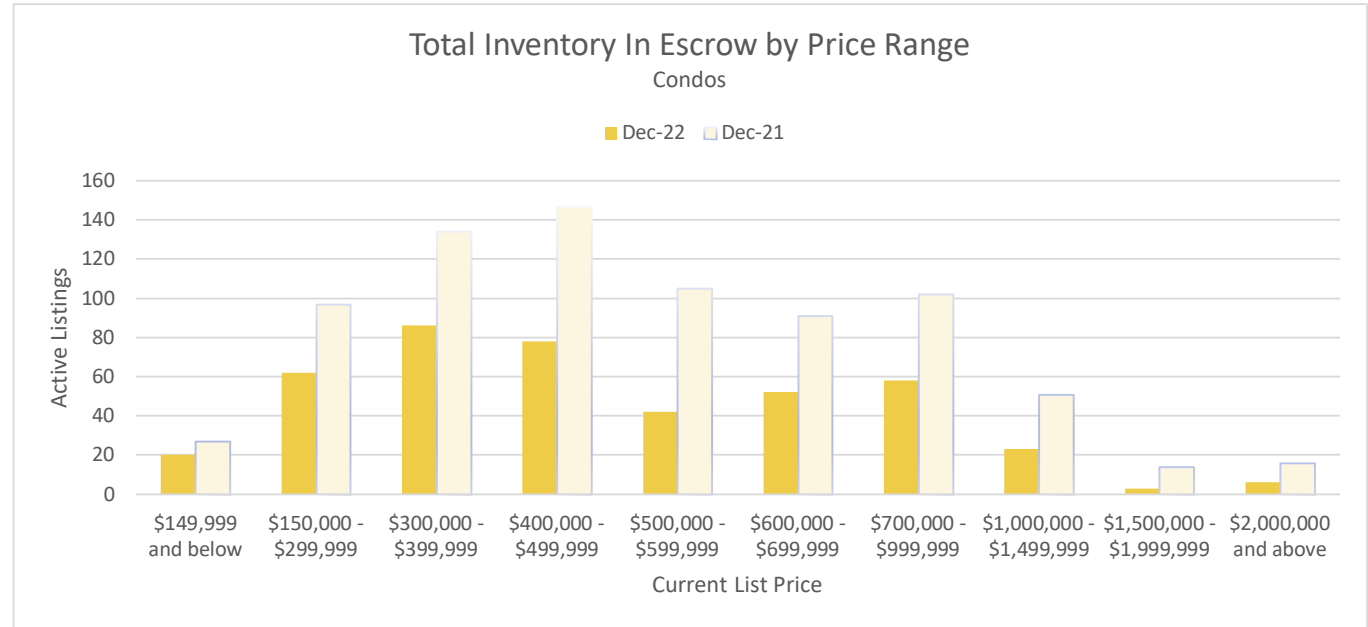 Total Inventory In Escrow by Price Range
Condos
Dec-22 Dec-21
160
140
120
100
80
60
40
20
0
Active Listings
$149,999 and below
$150,000 - $299,999
$300,000 - $399,999
$400,000 - $499,999
$500,000 - $599,999
$600,000 - $699,999
$700,000 - $999,999
$1,000,000 - $1,499,999
$1,500,000 - $1,999,999
$2,000,000 and above
Current List Price